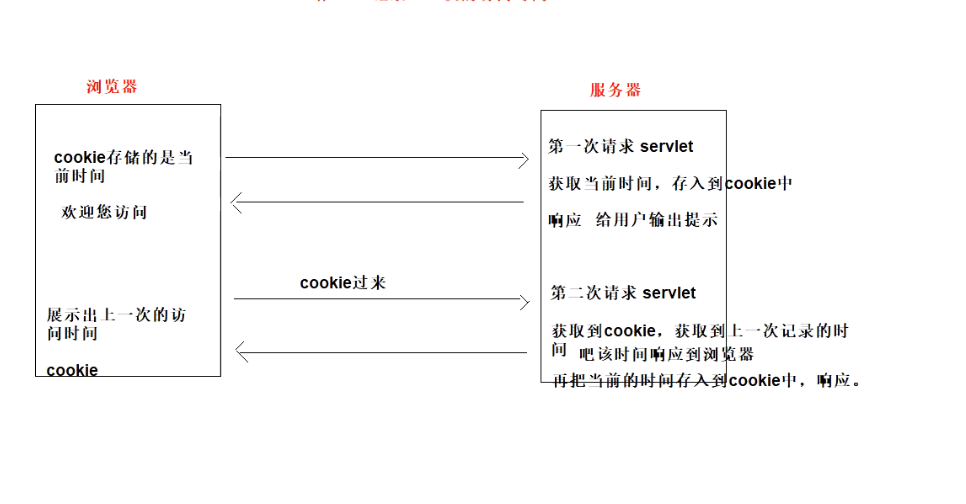 浏览器
服务器
cookie存储的是当
前时间
欢迎您访问
第一次请求 servlet
获取当前时间，存入到cookie中
响应 给用户输出提示
cookie过来
展示出上一次的访
问时间
cookie
第二次请求 servlet
获取到cookie，获取到上一次记录的时
间 吧该时间响应到浏览器
再把当前的时间存入到cookie中，响应。